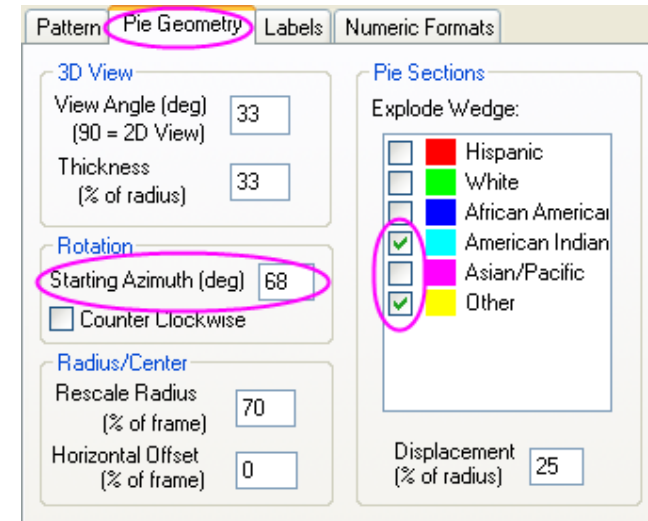 Pattern Pie Geometry Labels Numeric Formats
3D View
View Angle (deg) 33
(90 = 2D View)
Thickness
(% of radius) 33
Rotation
Starting Azimuth (deg) 68
Counter Clockwise
Radius/Center
Rescale Radius
(% of frame) 70
Horizontal Offset
(% of frame) 0
Pie Sections
Explode Wedge:
Hispanic
White
African America
American Indian
Asian/Pacific
Other
Displacement
(% of radius) 25